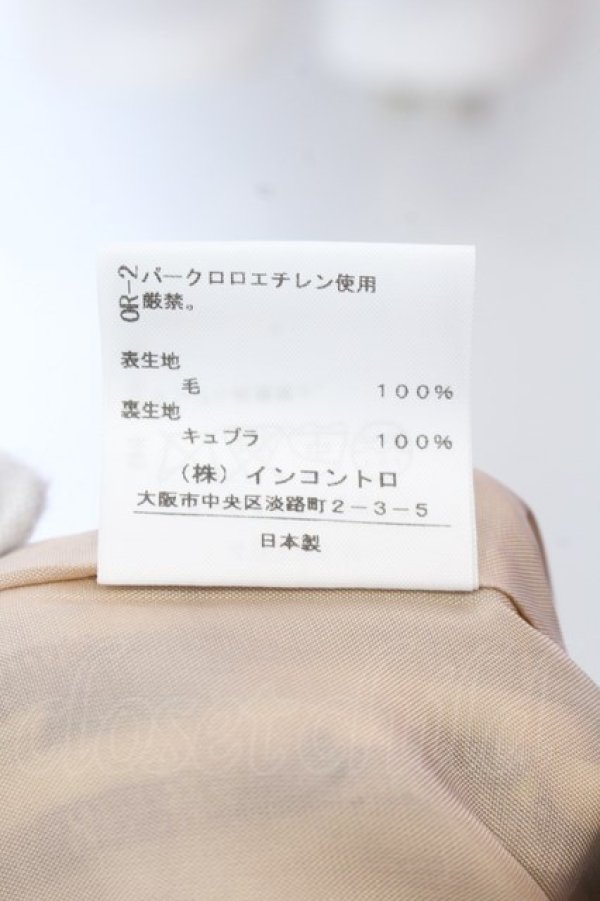 OR-2
パークロロエチレン使用
厳禁。
表生地
毛 100%
裏生地
キュプラ 100%
（株）インコントロ
大阪市中央区淡路町２－３－５
日本製
closet child